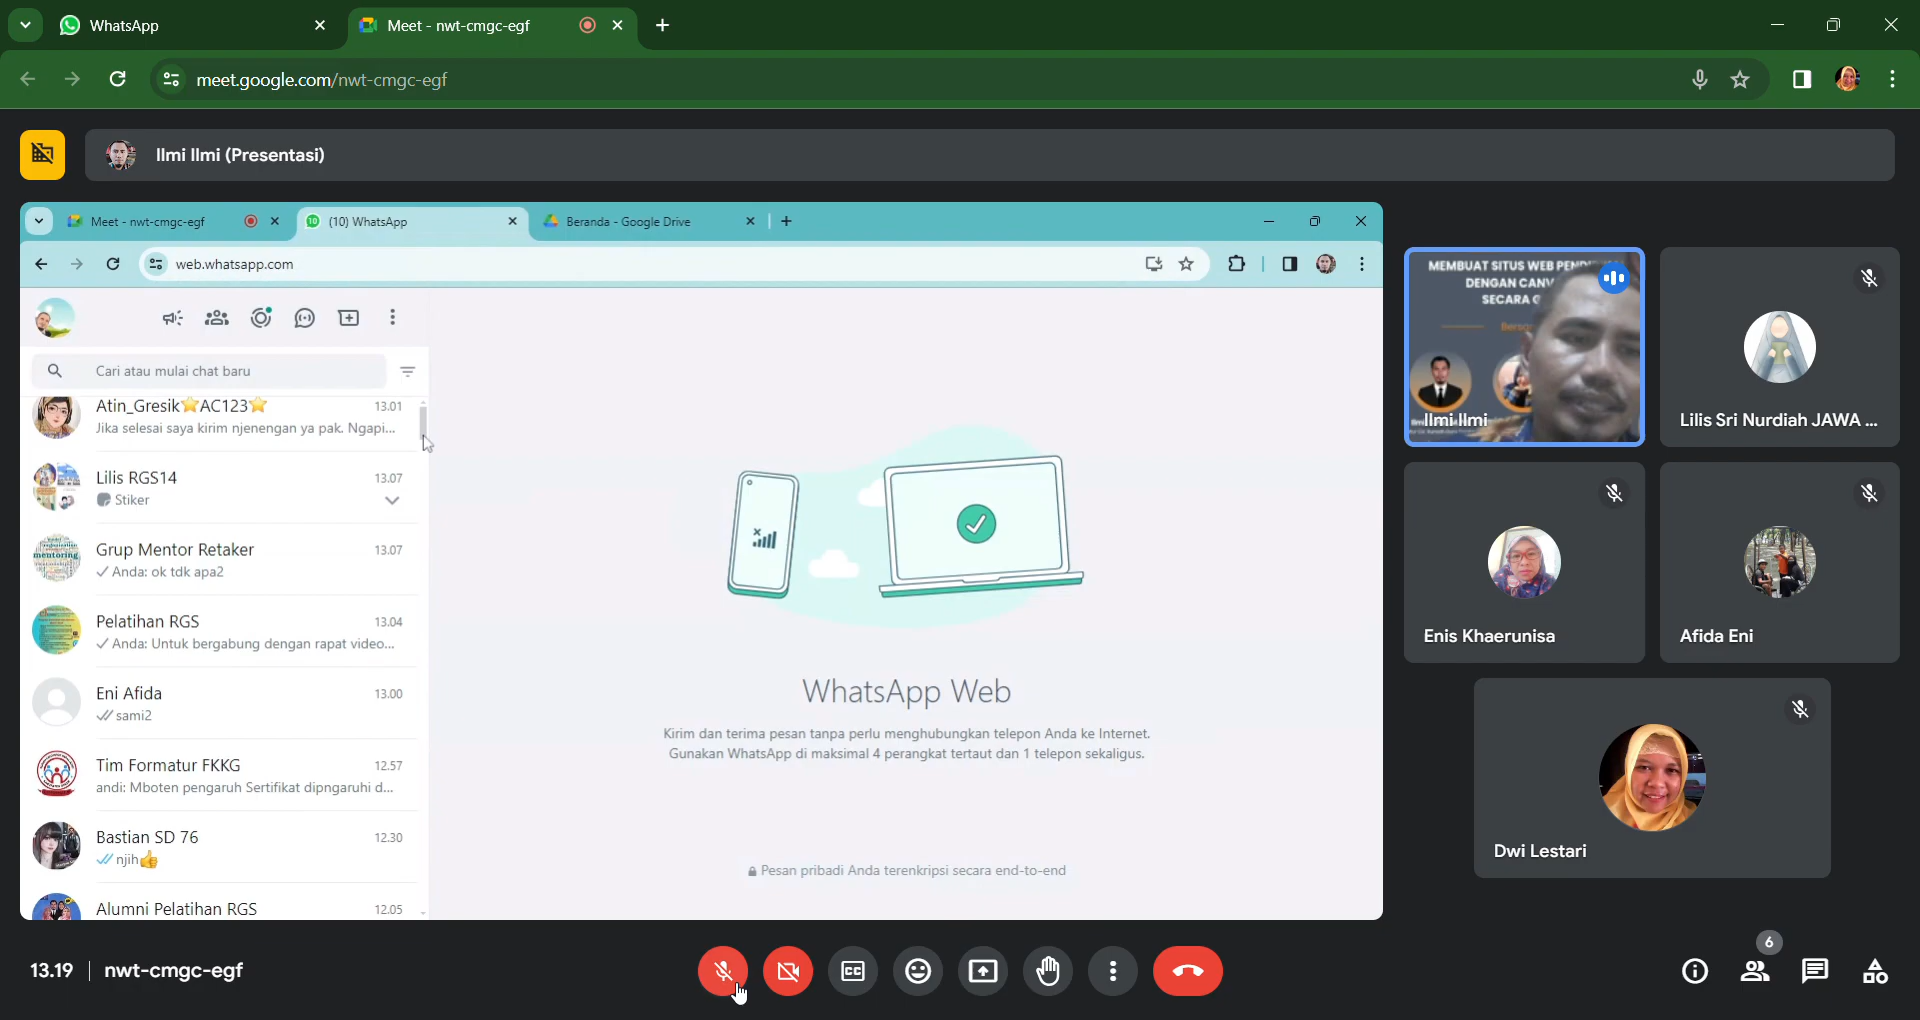 WhatsApp
Meet - nwt-cmgc-egf
meet.google.com/nwt-cmgc-egf
Ilmi Ilmi (Presentasi)
Meet - nwt-cmgc-egf
(10) WhatsApp
Beranda - Google Drive
web.whatsapp.com
Cari atau mulai chat baru
Atin_Gresik⭐AC123⭐ 13.01
Jika selesai saya kirim njenengan ya pak. Ngapi...
Lilis RGS14 13.07
Stiker
Grup Mentor Retaker 13.07
✓ Anda: ok tdk apa2
Pelatihan RGS 13.04
✓ Anda: Untuk bergabung dengan rapat video...
Eni Afida 13.00
sami2
Tim Formatur FKKG 12.57
andi: Mboten pengaruh Sertifikat dipngaruhi d...
Bastian SD 76 12.30
njih👍
Alumni Pelatihan RGS 12.05
WhatsApp Web
Kirim dan terima pesan tanpa perlu menghubungkan telepon Anda ke Internet.
Gunakan WhatsApp di maksimal 4 perangkat tertaut dan 1 telepon sekaligus.
Pesan pribadi Anda terenkripsi secara end-to-end
MEMBUAT SITUS WEB
DENGAN
SECARA
Ilmi Ilmi
Lilis Sri Nurdiah JAWA ...
Enis Khaerunisa
Afida Eni
Dwi Lestari
13.19 | nwt-cmgc-egf
6